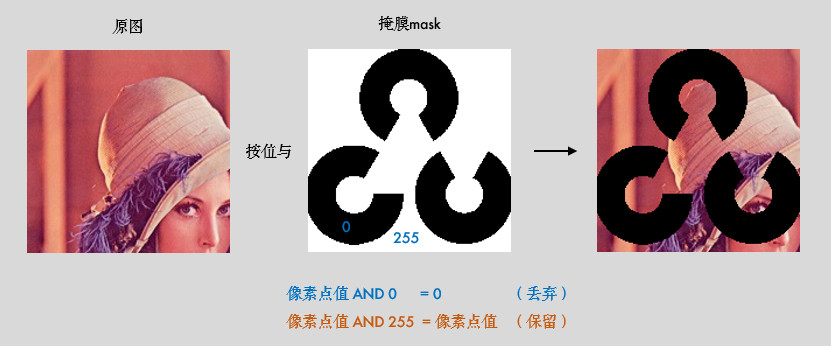 原图
掩膜mask
按位与
0
255
像素点值 AND 0 = 0 （丢弃）
像素点值 AND 255 = 像素点值 （保留）